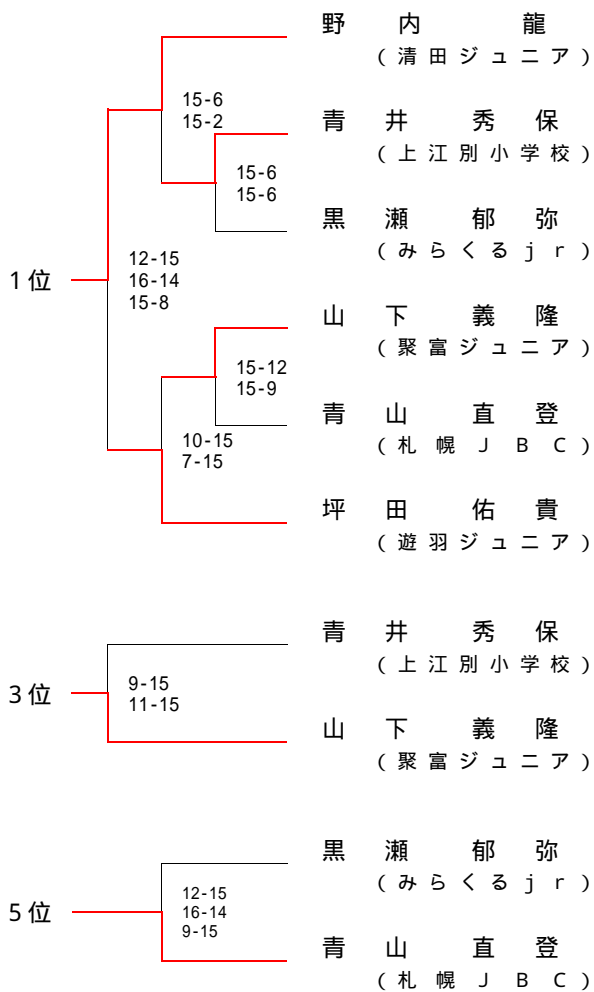 野内 龍
(清田ジュニア)
15-6
15-2
青井 秀保
(上江別小学校)
15-6
15-6
黒瀬 郁弥
(みらくるjr)
1位
12-15
16-14
15-8
山下 義隆
(聚富ジュニア)
15-12
15-9
青山 直登
(札幌JBC)
10-15
7-15
坪田 佑貴
(遊羽ジュニア)
青井 秀保
(上江別小学校)
3位
9-15
11-15
山下 義隆
(聚富ジュニア)
黒瀬 郁弥
(みらくるjr)
5位
12-15
16-14
9-15
青山 直登
(札幌JBC)